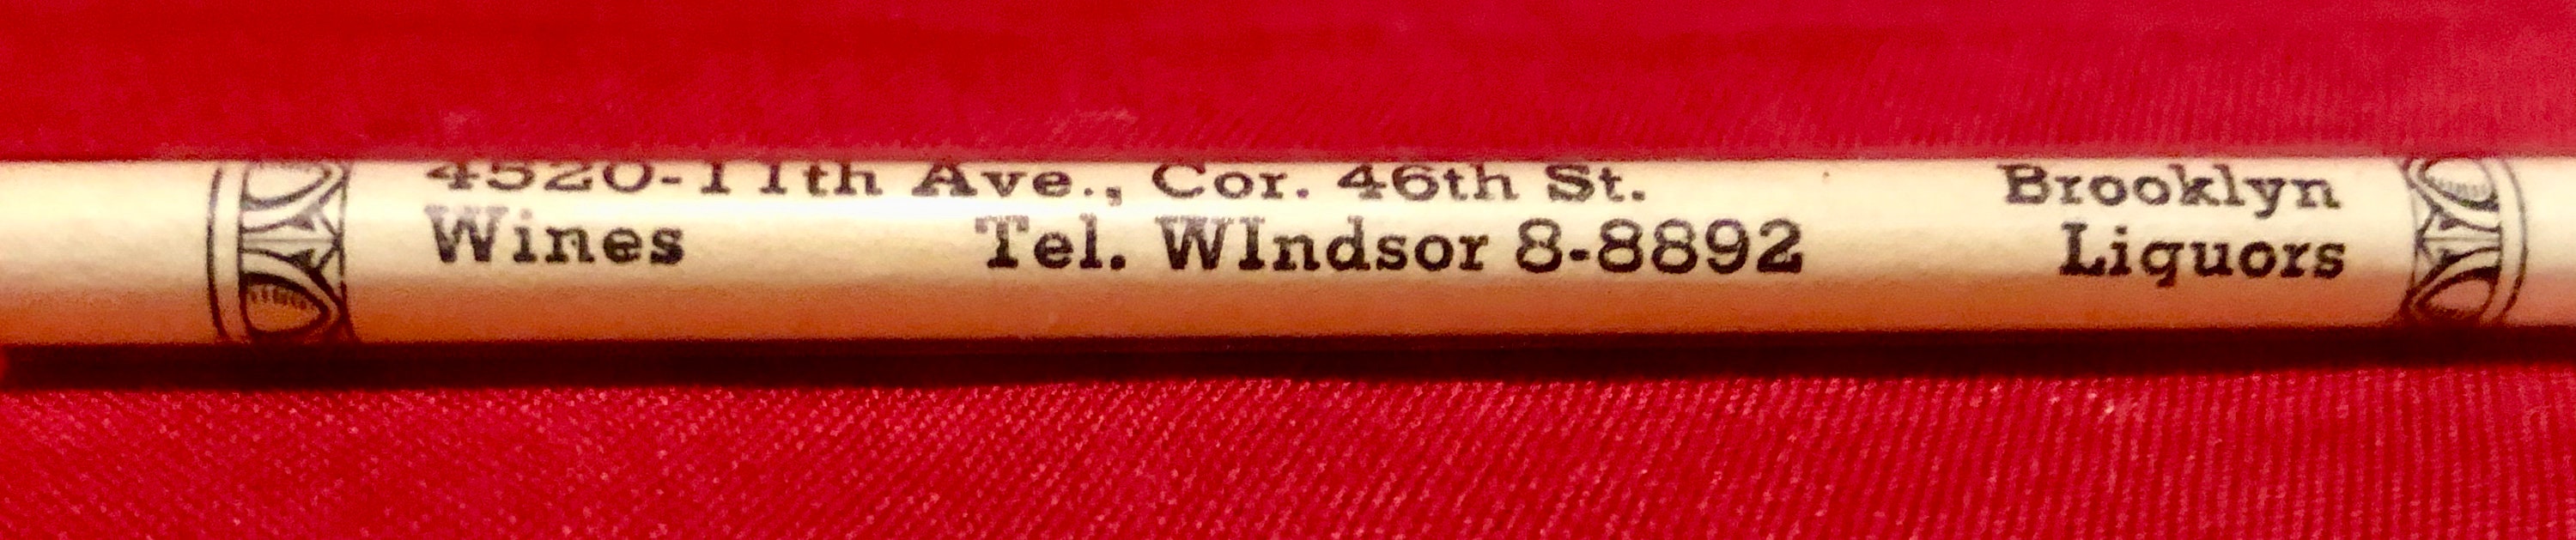 4520-11th Ave., Cor. 46th St. Brooklyn
Wines Tel. WIndsor 8-8892 Liquors